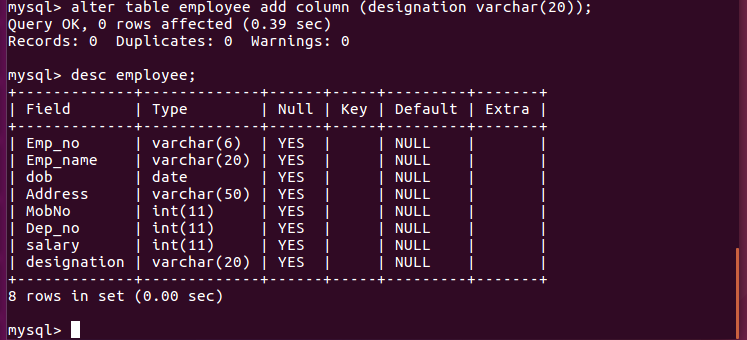 mysql> alter table employee add column (designation varchar(20));
Query OK, 0 rows affected (0.39 sec)
Records: 0  Duplicates: 0  Warnings: 0

mysql> desc employee;
+-------------+-------------+------+-----+---------+-------+
| Field       | Type        | Null | Key | Default | Extra |
+-------------+-------------+------+-----+---------+-------+
| Emp_no      | varchar(6)  | YES  |     | NULL    |       |
| Emp_name    | varchar(20) | YES  |     | NULL    |       |
| dob         | date        | YES  |     | NULL    |       |
| Address     | varchar(50) | YES  |     | NULL    |       |
| MobNo       | int(11)     | YES  |     | NULL    |       |
| Dep_no      | int(11)     | YES  |     | NULL    |       |
| salary      | int(11)     | YES  |     | NULL    |       |
| designation | varchar(20) | YES  |     | NULL    |       |
+-------------+-------------+------+-----+---------+-------+
8 rows in set (0.00 sec)

mysql>